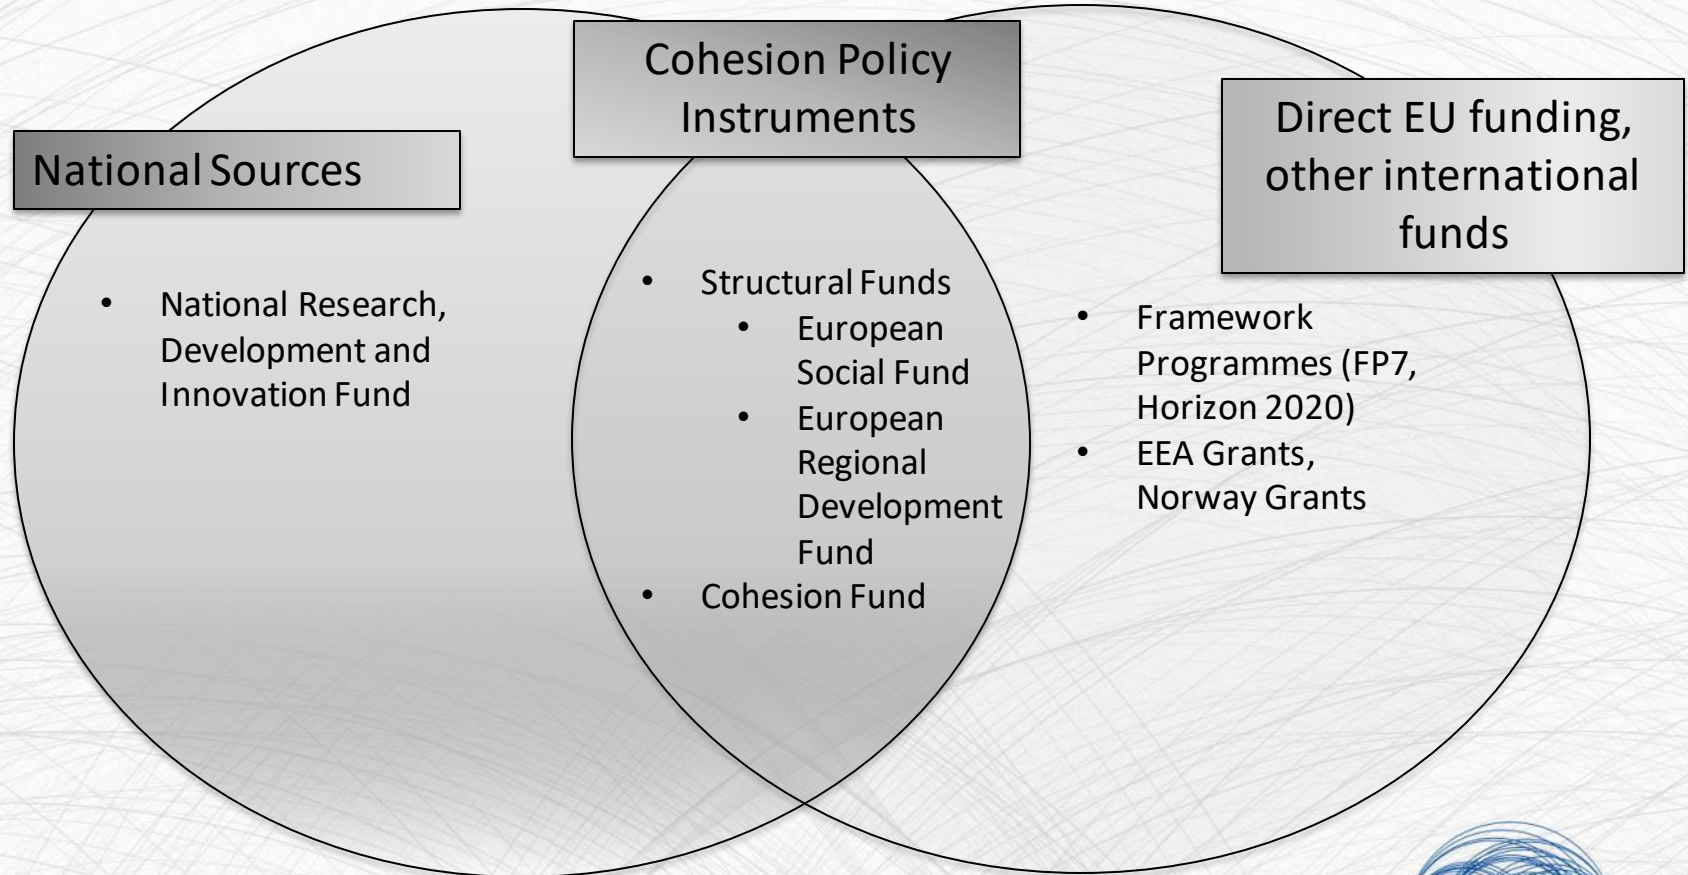 National Sources
• National Research,
Development and
Innovation Fund
Cohesion Policy
Instruments
• Structural Funds
• European
Social Fund
• European
Regional
Development
Fund
• Cohesion Fund
Direct EU funding,
other international
funds
• Framework
Programmes (FP7,
Horizon 2020)
• EEA Grants,
Norway Grants